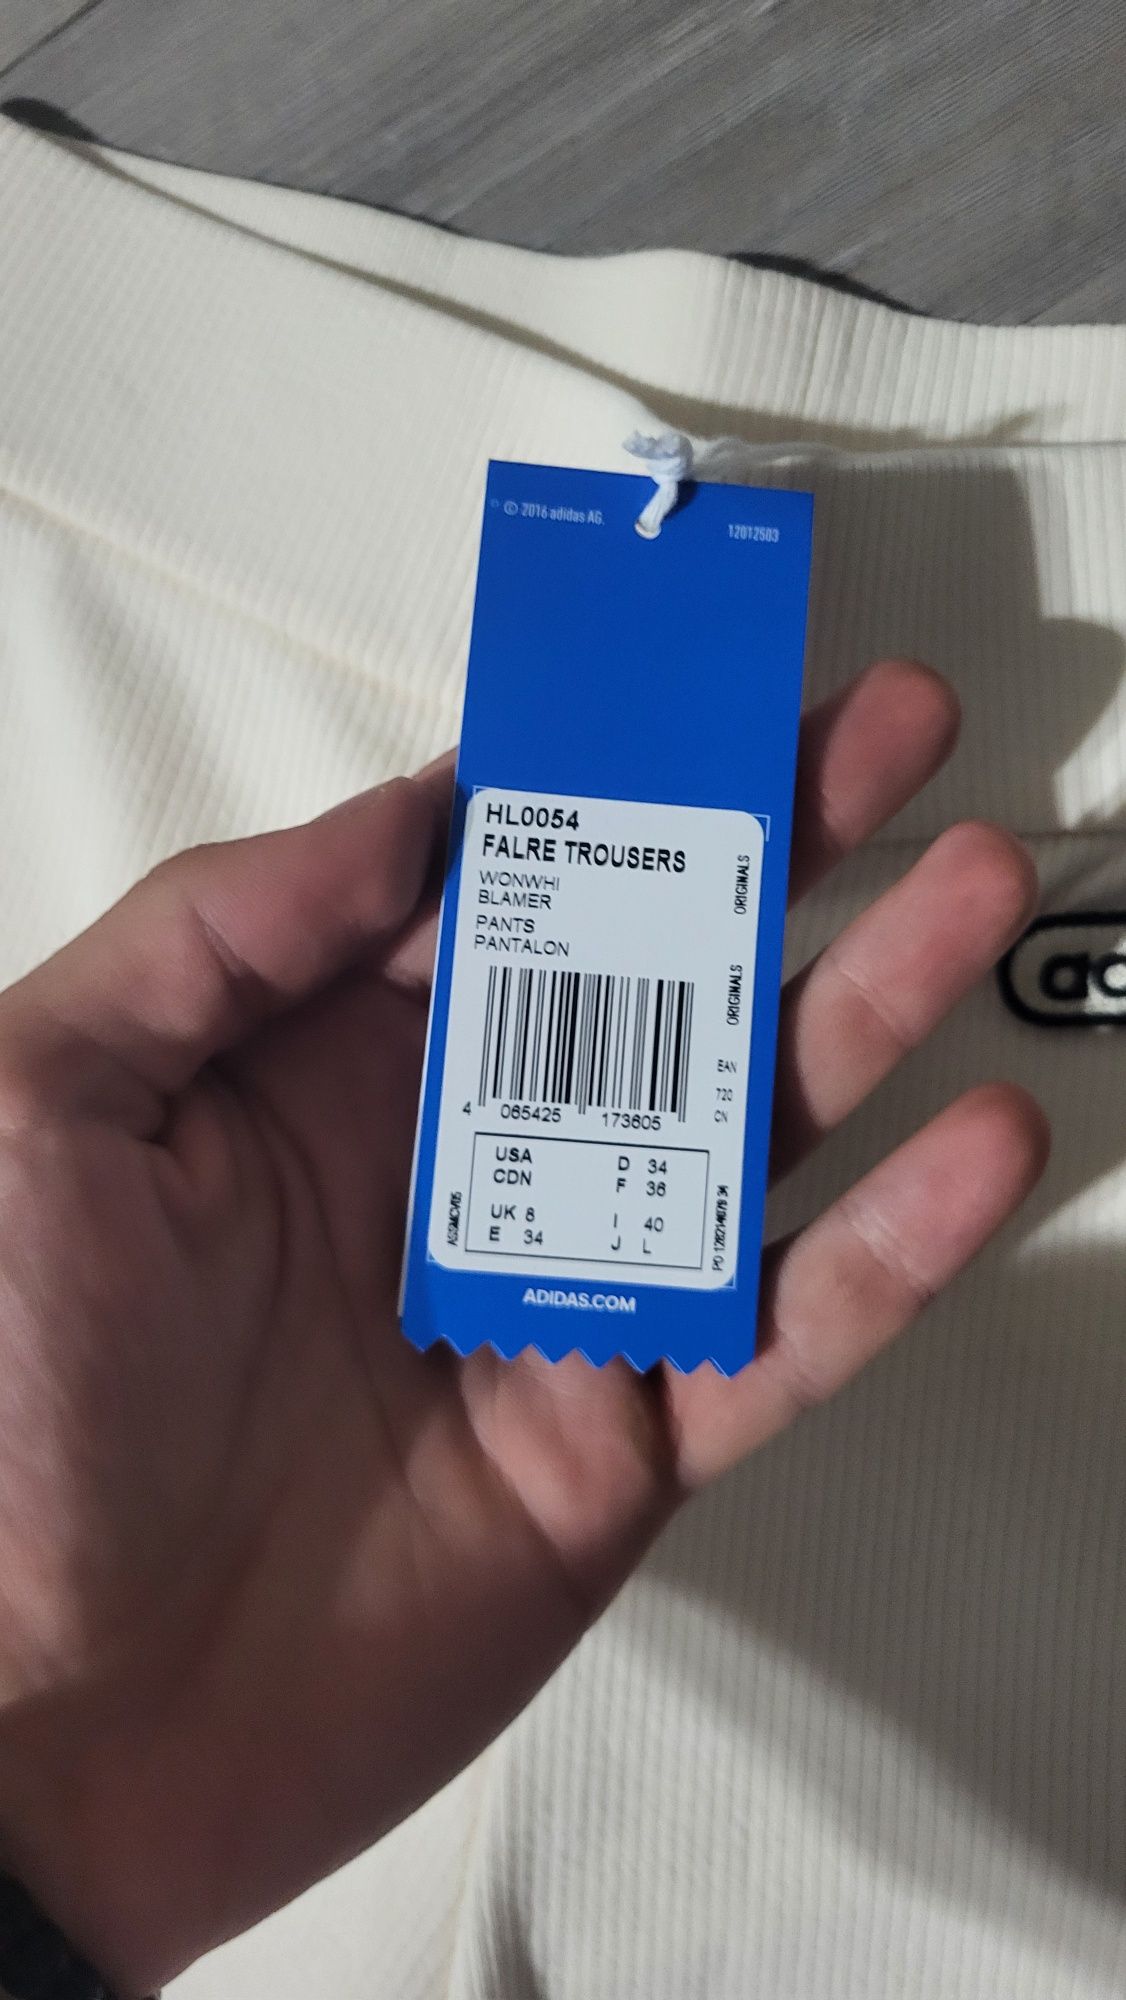 © 2016 adidas AG.
12012503
HL0054
FALRE TROUSERS
WONWHI
BLAMER
PANTS
PANTALON
ORIGINALS
ORIGINALS
EAN
720
CN
4 065425 173605
USA
CDN
UK 8
E 34
D 34
F 36
I 40
J L
ADIDAS.COM